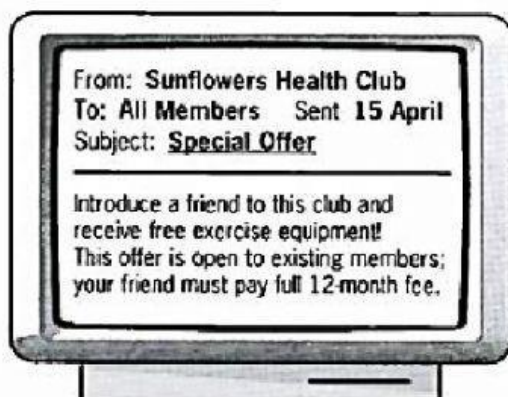 From: Sunflowers Health Club
To: All Members Sent 15 April
Subject: Special Offer
Introduce a friend to this club and
receive free exercise equipment!
This offer is open to existing members;
your friend must pay full 12-month fee.